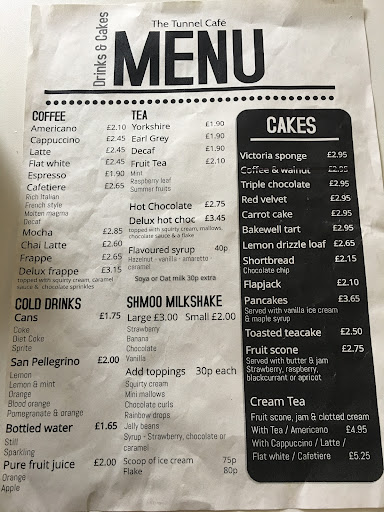 The Tunnel Cafe
Drinks & Cakes
MENU
COFFEE
Americano £2.10
Cappuccino £2.45
Latte £2.45
Flat white £2.45
Espresso £1.90
Cafetiere £2.65
Rich Italian
French style
Molten magma
Decaf
Mocha £2.85
Chai Latte £2.60
Frappe £2.65
Delux frappe £3.15
topped with squirty cream, caramel
sauce & chocolate sprinkles
TEA
Yorkshire £1.90
Earl Grey £1.90
Decaf £1.90
Fruit Tea £2.10
Mint
Raspberry leaf
Summer fruits
Hot Chocolate £2.75
Delux hot choc £3.45
topped with squirty cream, mallows,
chocolate sauce & a flake
Flavoured syrup 40p
Hazelnut - vanilla - amaretto
caramel
Soya or Oat milk 30p extra
COLD DRINKS
Cans £1.75
Coke
Diet Coke
Sprite
San Pellegrino £2.00
Lemon
Lemon & mint
Orange
Blood orange
Pomegranate & orange
Bottled water £1.65
Still
Sparkling
Pure fruit juice £2.00
Orange
Apple
SHMOO MILKSHAKE
Large £3.00 Small £2.00
Strawberry
Banana
Chocolate
Vanilla
Add toppings 30p each
Squirty cream
Mini mallows
Chocolate curls
Rainbow drops
Jelly beans
Syrup - Strawberry, chocolate or
caramel
Scoop of ice cream 75p
Flake 80p
CAKES
Victoria sponge £2.95
Coffee & walnut £2.95
Triple chocolate £2.95
Red velvet £2.95
Carrot cake £2.95
Bakewell tart £2.95
Lemon drizzle loaf £2.65
Shortbread £2.15
Chocolate chip
Flapjack £2.10
Pancakes £3.65
Served with vanilla ice cream
& maple syrup
Toasted teacake £2.50
Fruit scone £2.75
Served with butter & jam
Strawberry, raspberry,
blackcurrant or apricot
Cream Tea
Fruit scone, jam & clotted cream
With Tea / Americano £4.95
With Cappuccino / Latte /
Flat white / Cafetiere £5.25